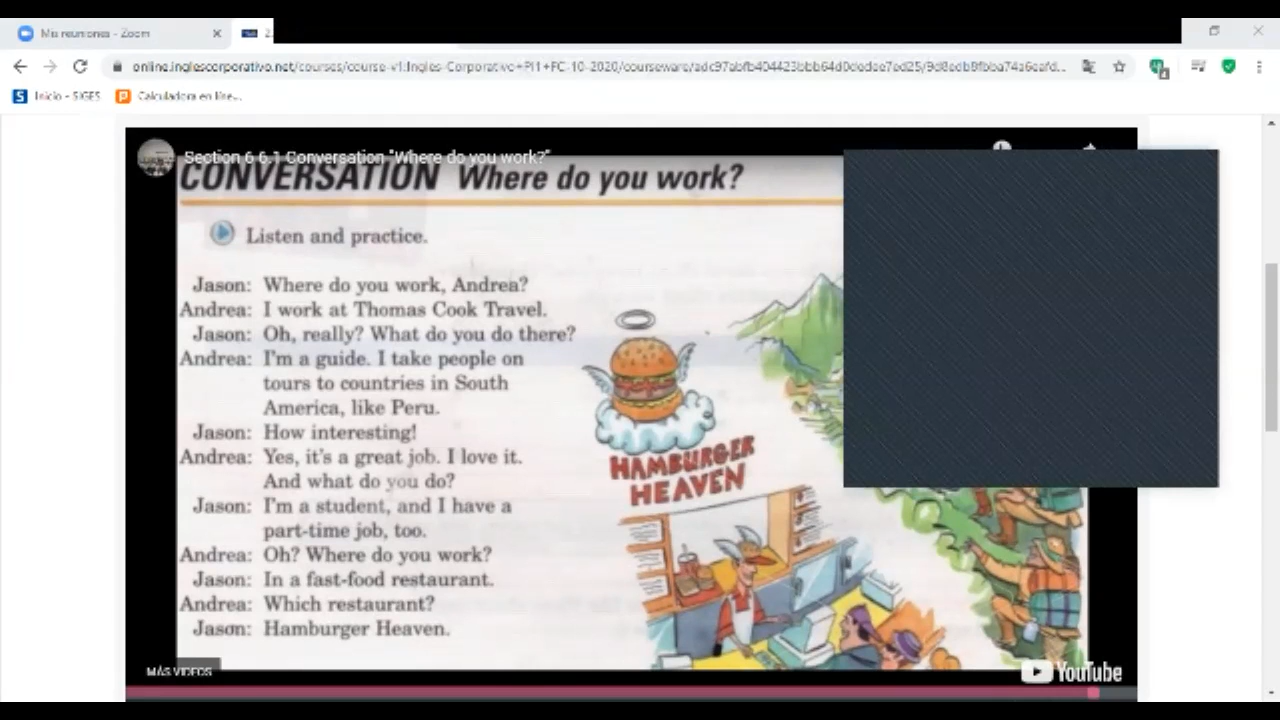 Mis reuniones - Zoom
Inicio - SIGES
Calculadora en líne...
Section 6 6.1 Conversation "Where do you work?"
CONVERSATION Where do you work?
Listen and practice.
Jason: Where do you work, Andrea?
Andrea: I work at Thomas Cook Travel.
Jason: Oh, really? What do you do there?
Andrea: I'm a guide. I take people on
tours to countries in South
America, like Peru.
Jason: How interesting!
Andrea: Yes, it's a great job. I love it.
And what do you do?
Jason: I'm a student, and I have a
part-time job, too.
Andrea: Oh? Where do you work?
Jason: In a fast-food restaurant.
Andrea: Which restaurant?
Jason: Hamburger Heaven.
HAMBURGER
HEAVEN
MÁS VIDEOS
YouTube